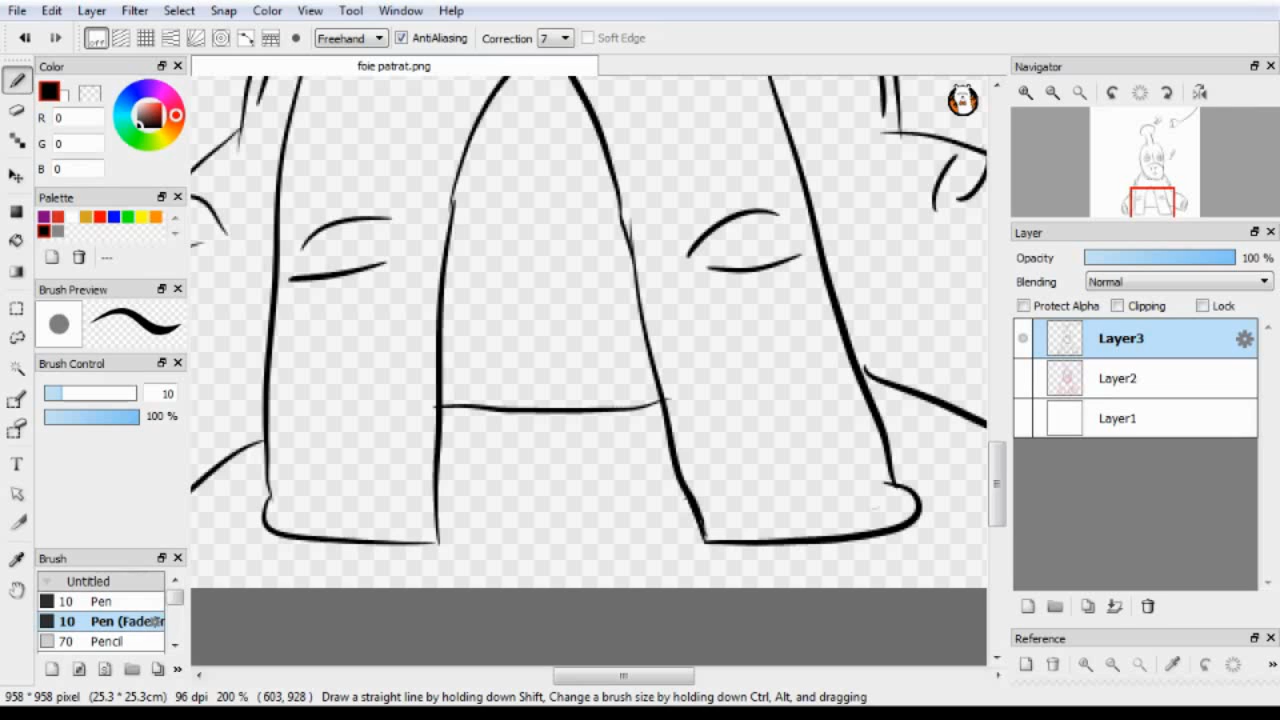 File Edit Layer Filter Select Snap Color View Tool Window Help
off Freehand AntiAliasing Correction 7 Soft Edge
Color
foie patrat.png
Navigator
R 0
G 0
B 0
Palette
---
Layer
Opacity 100 %
Blending Normal
Protect Alpha Clipping Lock
Brush Preview
Layer3
Brush Control
Layer2
10
100 %
Layer1
T
Brush
Untitled
10 Pen
10 Pen (Fade
70 Pencil
Reference
958 * 958 pixel (25.3 * 25.3cm) 96 dpi 200 % ( 603, 928 ) Draw a straight line by holding down Shift, Change a brush size by holding down Ctrl, Alt, and dragging